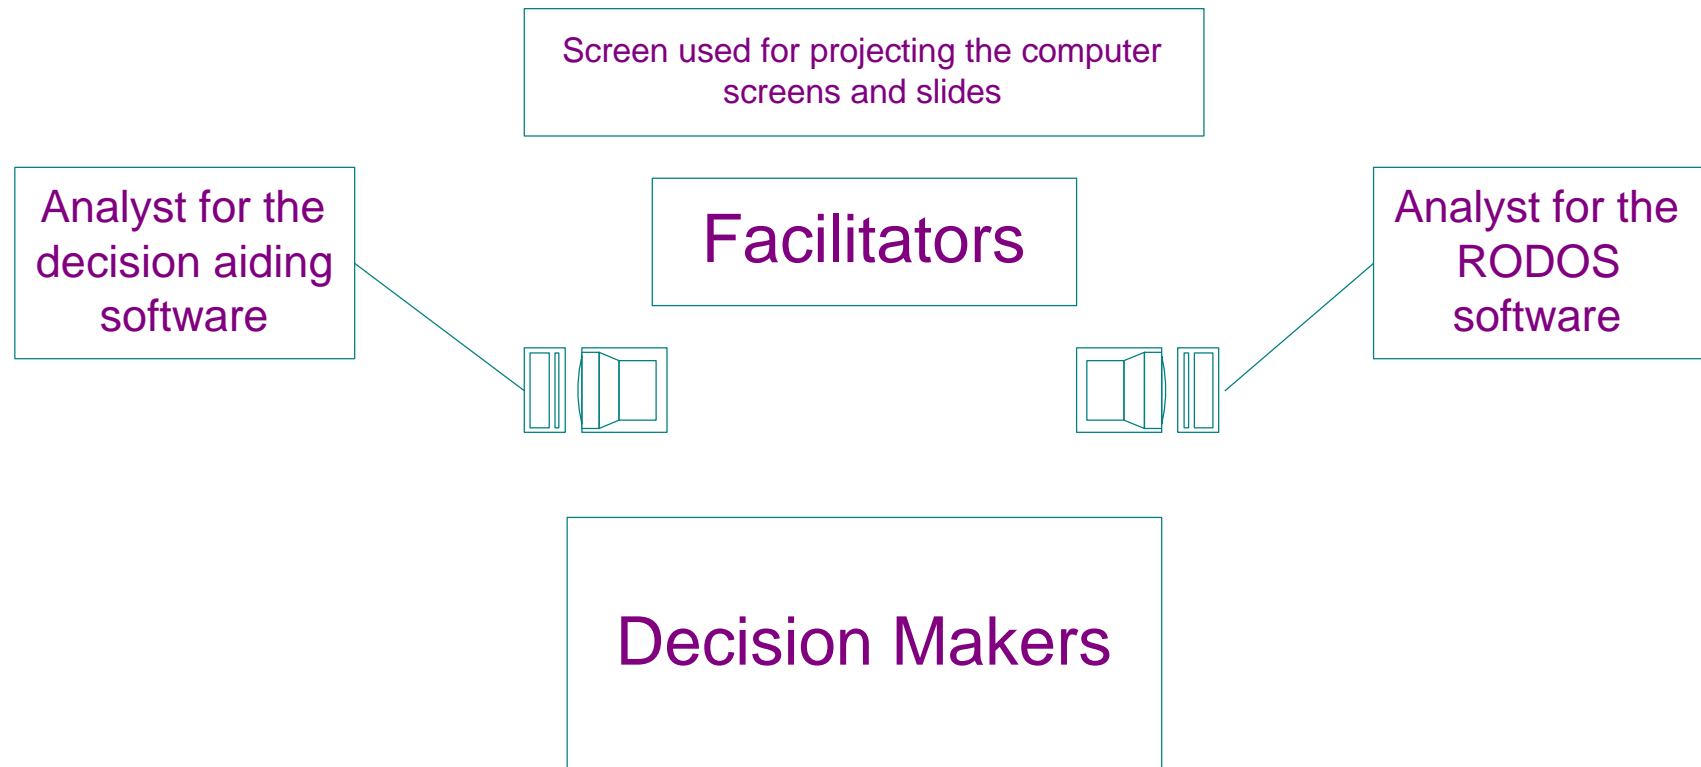 Screen used for projecting the computer
screens and slides
Analyst for the
decision aiding
software
Facilitators
Analyst for the
RODOS
software
Decision Makers